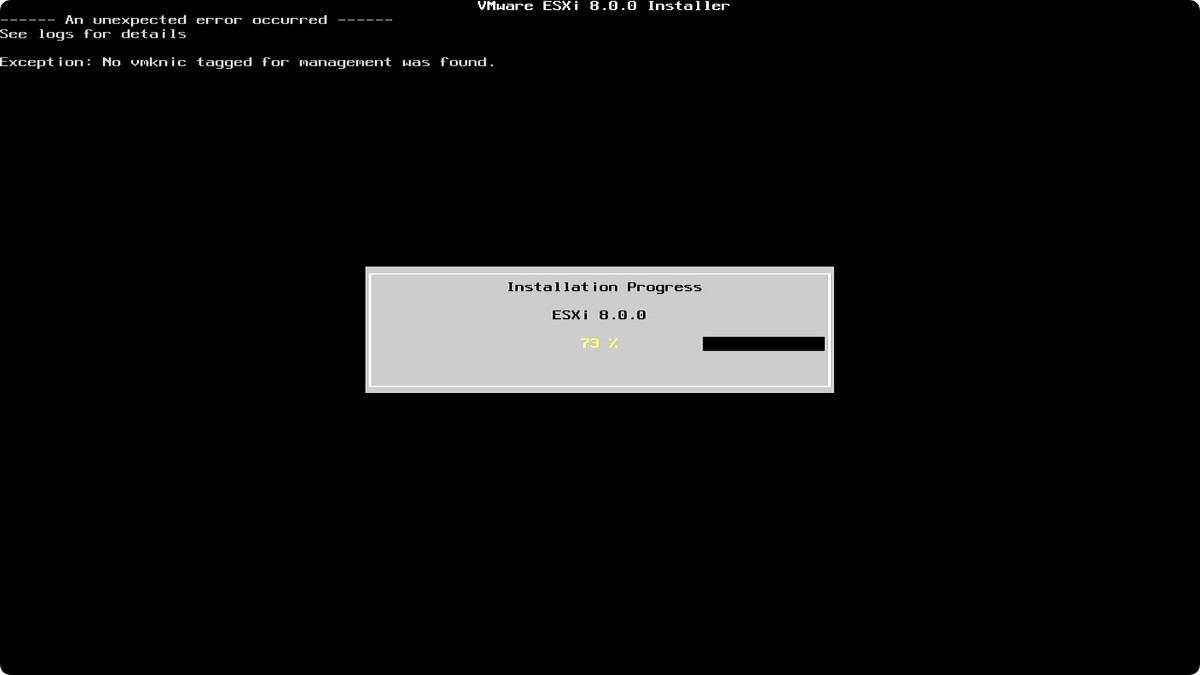 VMware ESXi 8.0.0 Installer
------ An unexpected error occurred ------
See logs for details
Exception: No vmknic tagged for management was found.
Installation Progress
ESXi 8.0.0
73 %